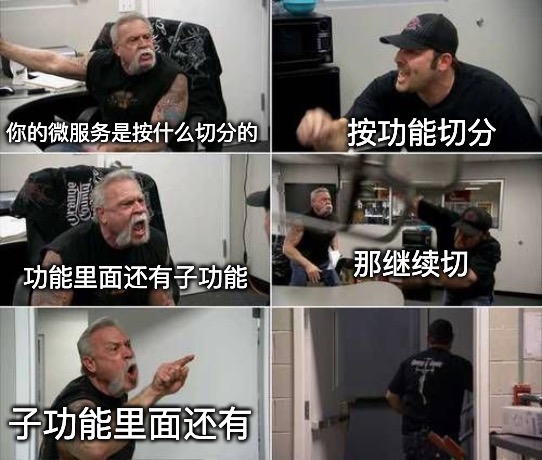 你的微服务是按什么切分的
按功能切分
功能里面还有子功能
那继续切
子功能里面还有